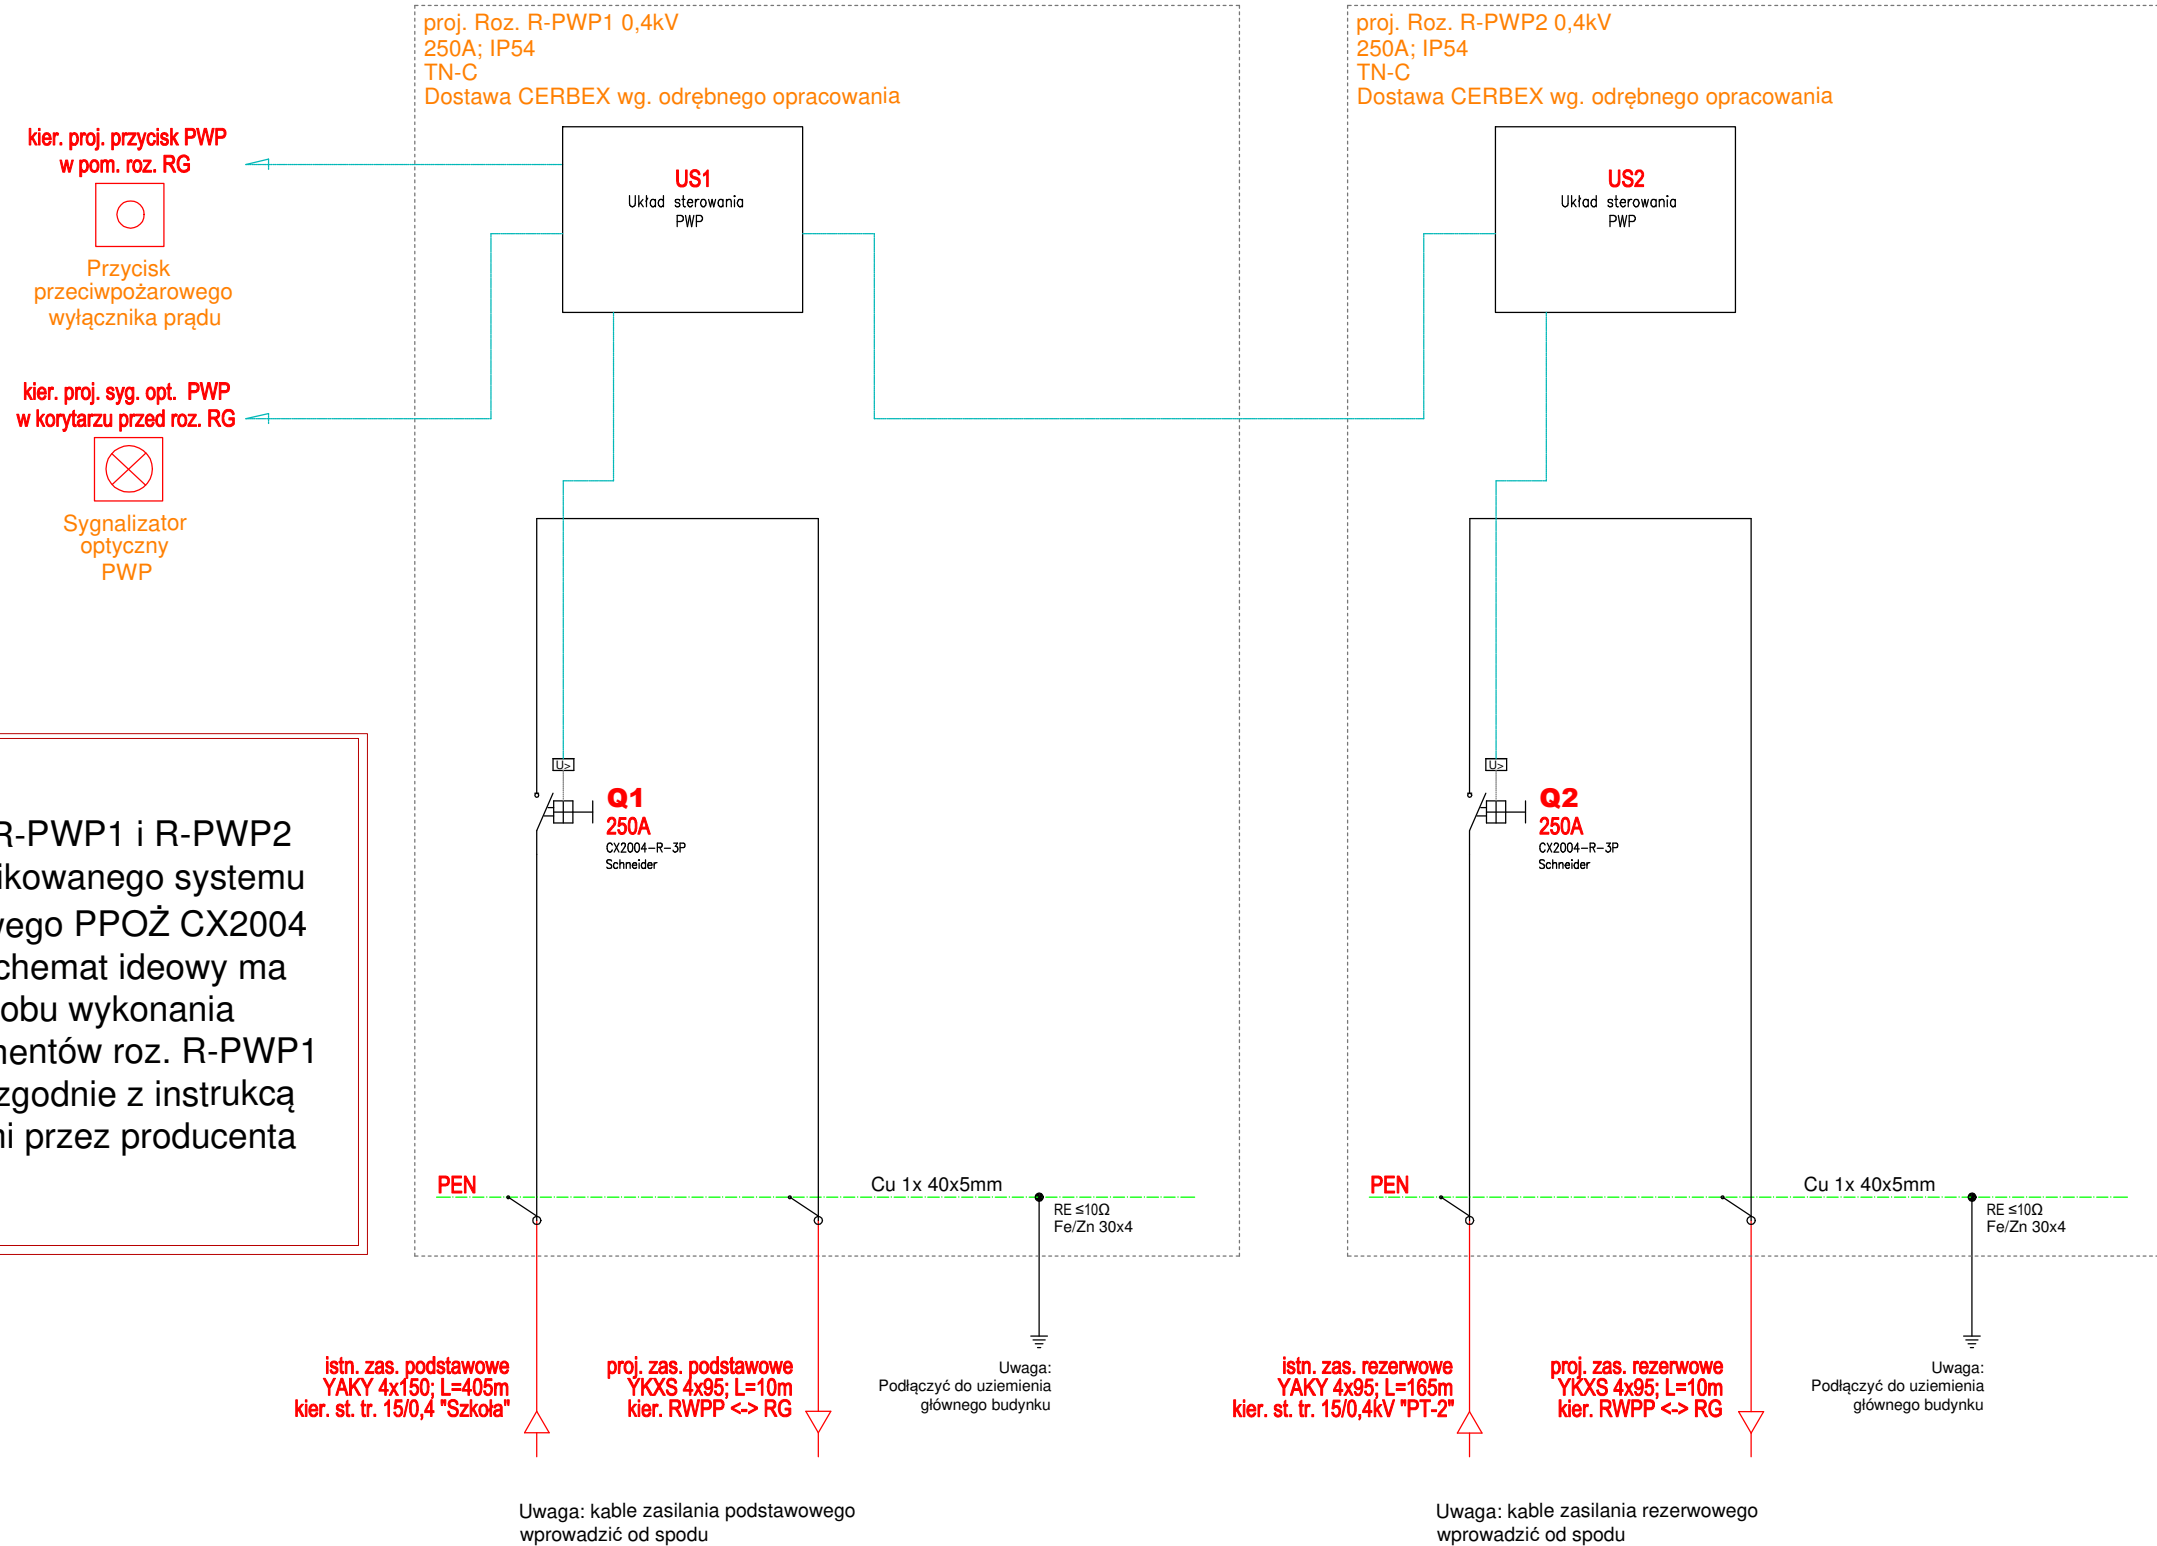 proj. Roz. R-PWP1 0,4kV
250A; IP54
TN-C
Dostawa CERBEX wg. odrębnego opracowania
proj. Roz. R-PWP2 0,4kV
250A; IP54
TN-C
Dostawa CERBEX wg. odrębnego opracowania
kier. proj. przycisk PWP
w pom. roz. RG
Przycisk
przeciwpożarowego
wyłącznika prądu
US1
Układ sterowania
PWP
US2
Układ sterowania
PWP
kier. proj. syg. opt. PWP
w korytarzu przed roz. RG
Sygnalizator
optyczny
PWP
U>
Q1
250A
CX2004-R-3P
Schneider
U>
Q2
250A
CX2004-R-3P
Schneider
R-PWP1 i R-PWP2
ikowanego systemu
wego PPOŻ CX2004
chemat ideowy ma
obu wykonania
nentów roz. R-PWP1
zgodnie z instrukcą
ni przez producenta
PEN
Cu 1x 40x5mm
RE ≤10Ω
Fe/Zn 30x4
PEN
Cu 1x 40x5mm
RE ≤10Ω
Fe/Zn 30x4
istn. zas. podstawowe
YAKY 4x150; L=405m
kier. st. tr. 15/0,4 "Szkoła"
proj. zas. podstawowe
YKXS 4x95; L=10m
kier. RWPP <-> RG
Uwaga:
Podłączyć do uziemienia
głównego budynku
istn. zas. rezerwowe
YAKY 4x95; L=165m
kier. st. tr. 15/0,4kV "PT-2"
proj. zas. rezerwowe
YKXS 4x95; L=10m
kier. RWPP <-> RG
Uwaga:
Podłączyć do uziemienia
głównego budynku
Uwaga: kable zasilania podstawowego
wprowadzić od spodu
Uwaga: kable zasilania rezerwowego
wprowadzić od spodu